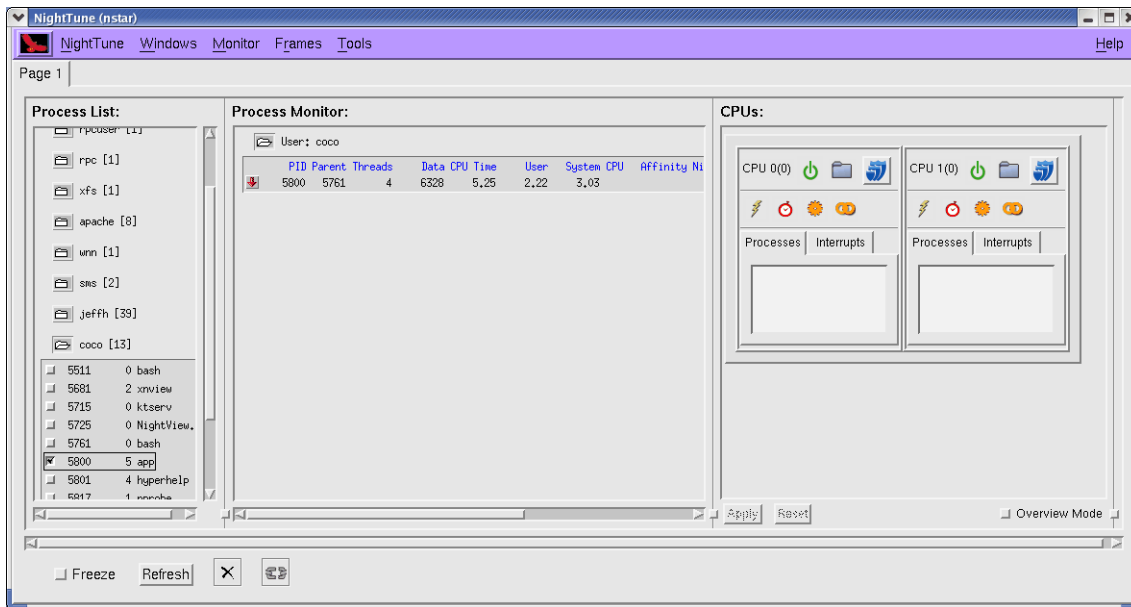 NightTune (nstar)
NightTune Windows Monitor Frames Tools Help
Page 1
Process List:
rpcuser [1]
rpc [1]
xfs [1]
apache [8]
wnn [1]
sms [2]
jeffh [39]
coco [13]
5511 0 bash
5681 2 xnview
5715 0 ktserv
5725 0 NightView.
5761 0 bash
5800 5 app
5801 4 hyperhelp
5817 1
Process Monitor:
User: coco
PID Parent Threads Data CPU Time User System CPU Affinity Ni
5800 5761 4 6328 5.25 2.22 3.03
CPUs:
CPU 0(0) CPU 1(0)
Processes Interrupts Processes Interrupts
Apply Reset Overview Mode
Freeze Refresh